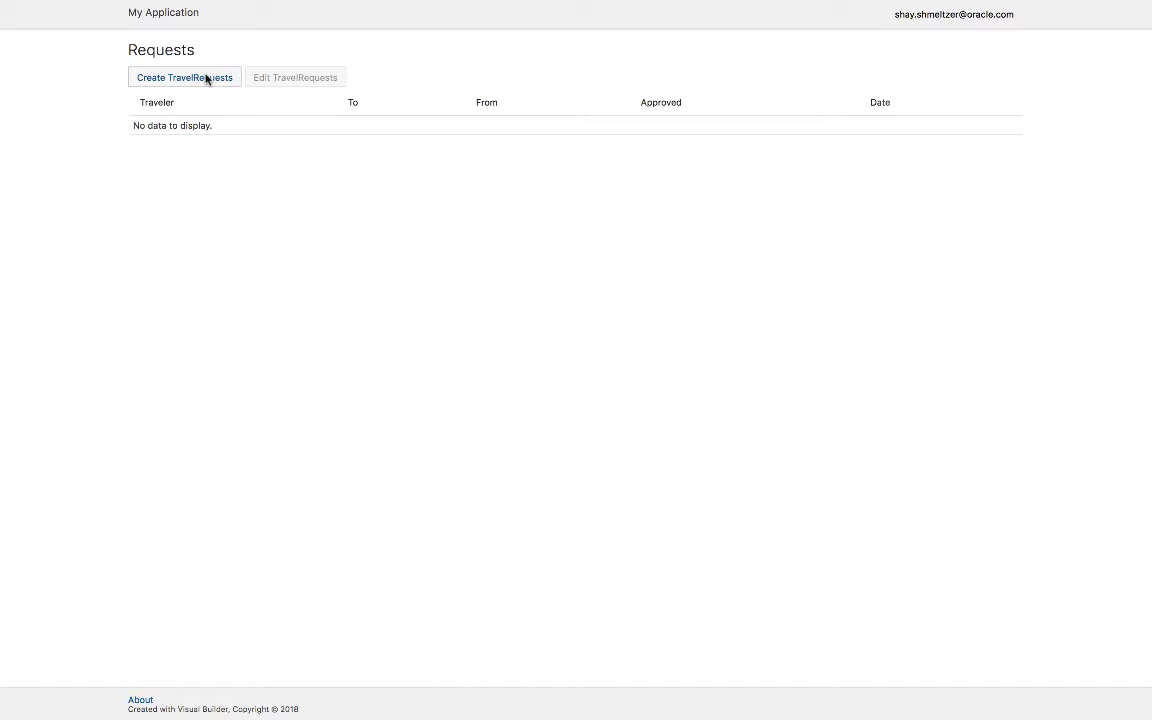 My Application
shay.shmeltzer@oracle.com
Requests
Create TravelRequests Edit TravelRequests
Traveler To From Approved Date
No data to display.
About
Created with Visual Builder, Copyright © 2018